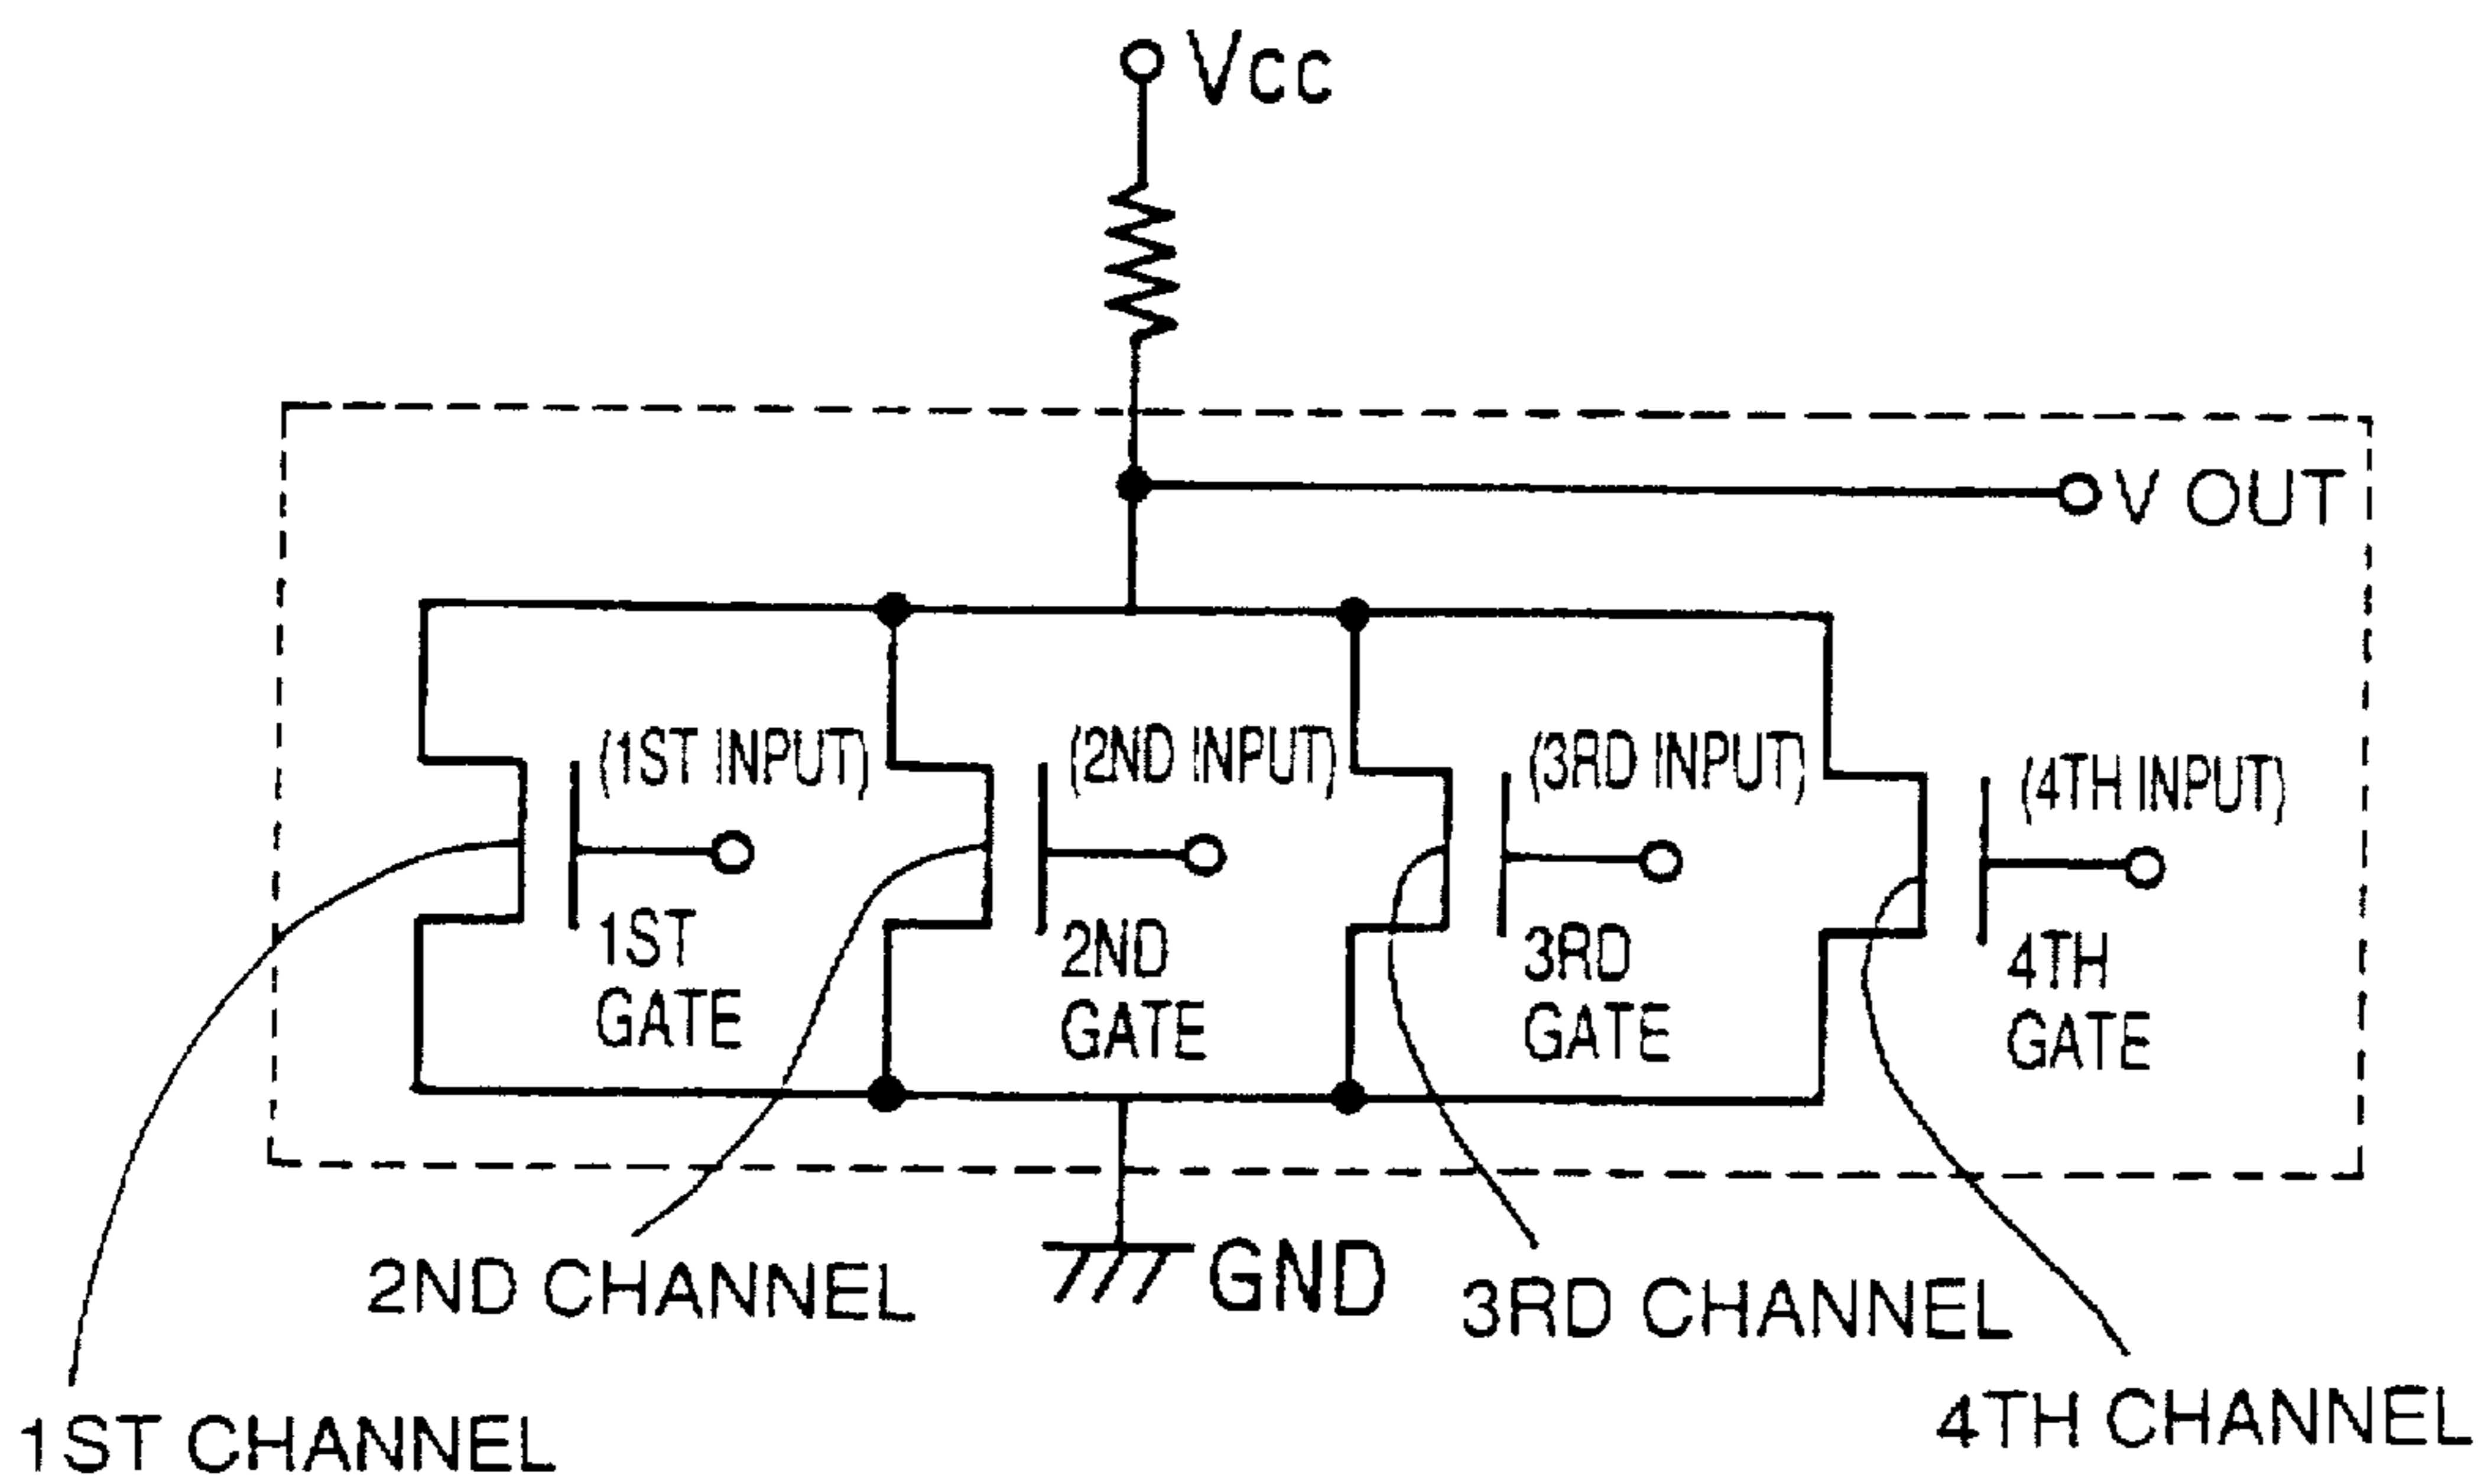 Vcc
V OUT
(1ST INPUT)
(2ND INPUT)
(3RD INPUT)
(4TH INPUT)
1ST
GATE
2ND
GATE
3RD
GATE
4TH
GATE
2ND CHANNEL
GND
3RD CHANNEL
1ST CHANNEL
4TH CHANNEL